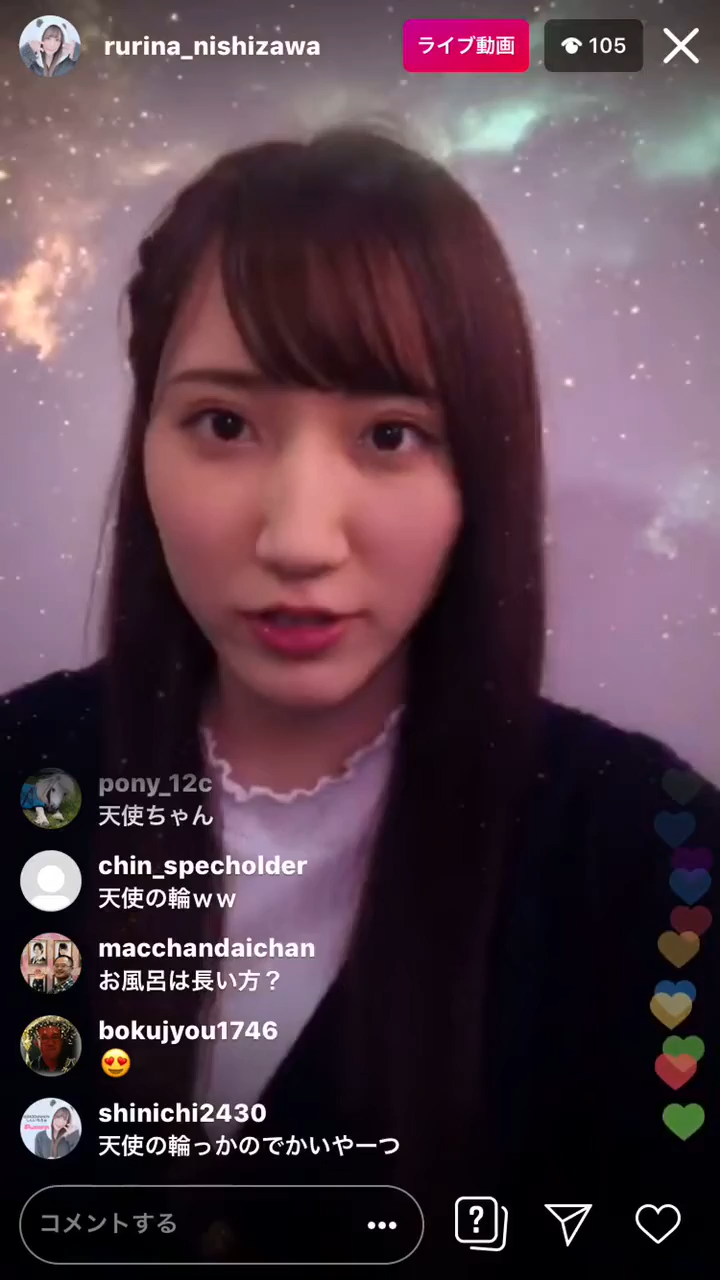 rurina_nishizawa
ライブ動画
105
pony_12c
天使ちゃん
chin_specholder
天使の輪ww
macchandaichan
お風呂は長い方？
bokujyou1746
😍
shinichi2430
天使の輪っかのでかいやーつ
コメントする